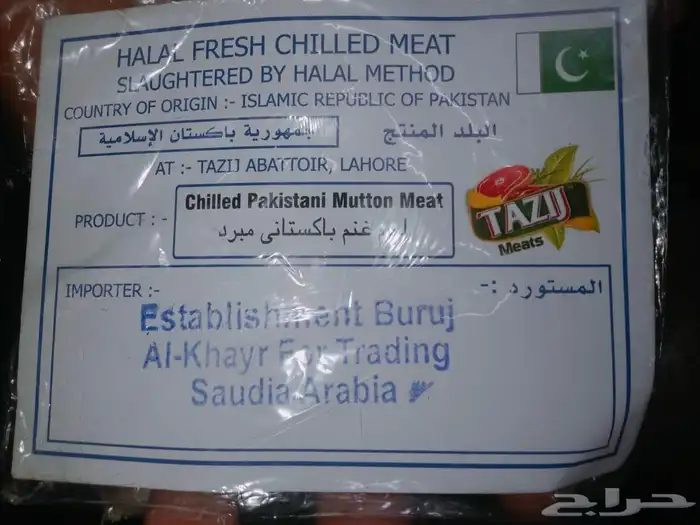 HALAL FRESH CHILLED MEAT
SLAUGHTERED BY HALAL METHOD
COUNTRY OF ORIGIN :- ISLAMIC REPUBLIC OF PAKISTAN
جمهورية باكستان الإسلامية البلد المنتج
AT :- TAZIJ ABATTOIR, LAHORE
PRODUCT : - Chilled Pakistani Mutton Meat
غنم باكستانى مبرد
TAZIJ
Meats
IMPORTER :- المستورد :-
Establishment Buruj
Al-Khayr For Trading
Saudia Arabia
حراج